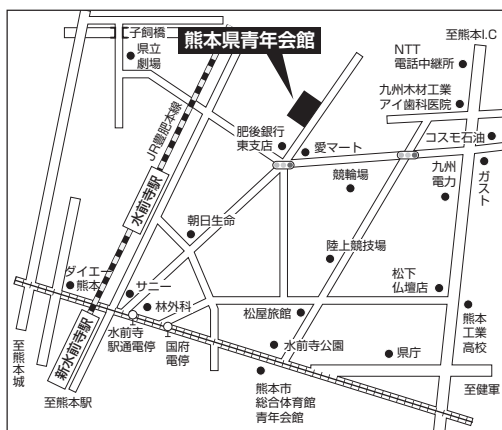 子飼橋
県立
劇場
熊本県青年会館
至熊本I.C
NTT
電話中継所
九州木材工業
アイ歯科医院
JR豊肥本線
肥後銀行
東支店
愛マート
コスモ石油
競輪場
九州
電力
ガスト
水前寺駅
朝日生命
陸上競技場
ダイエー
熊本
サニー
林外科
松下
仏壇店
松屋旅館
熊本
工業
高校
新水前寺駅
水前寺
駅通電停
国府
電停
水前寺公園
県庁
至熊本城
至熊本駅
熊本市
総合体育館
青年会館
至健軍